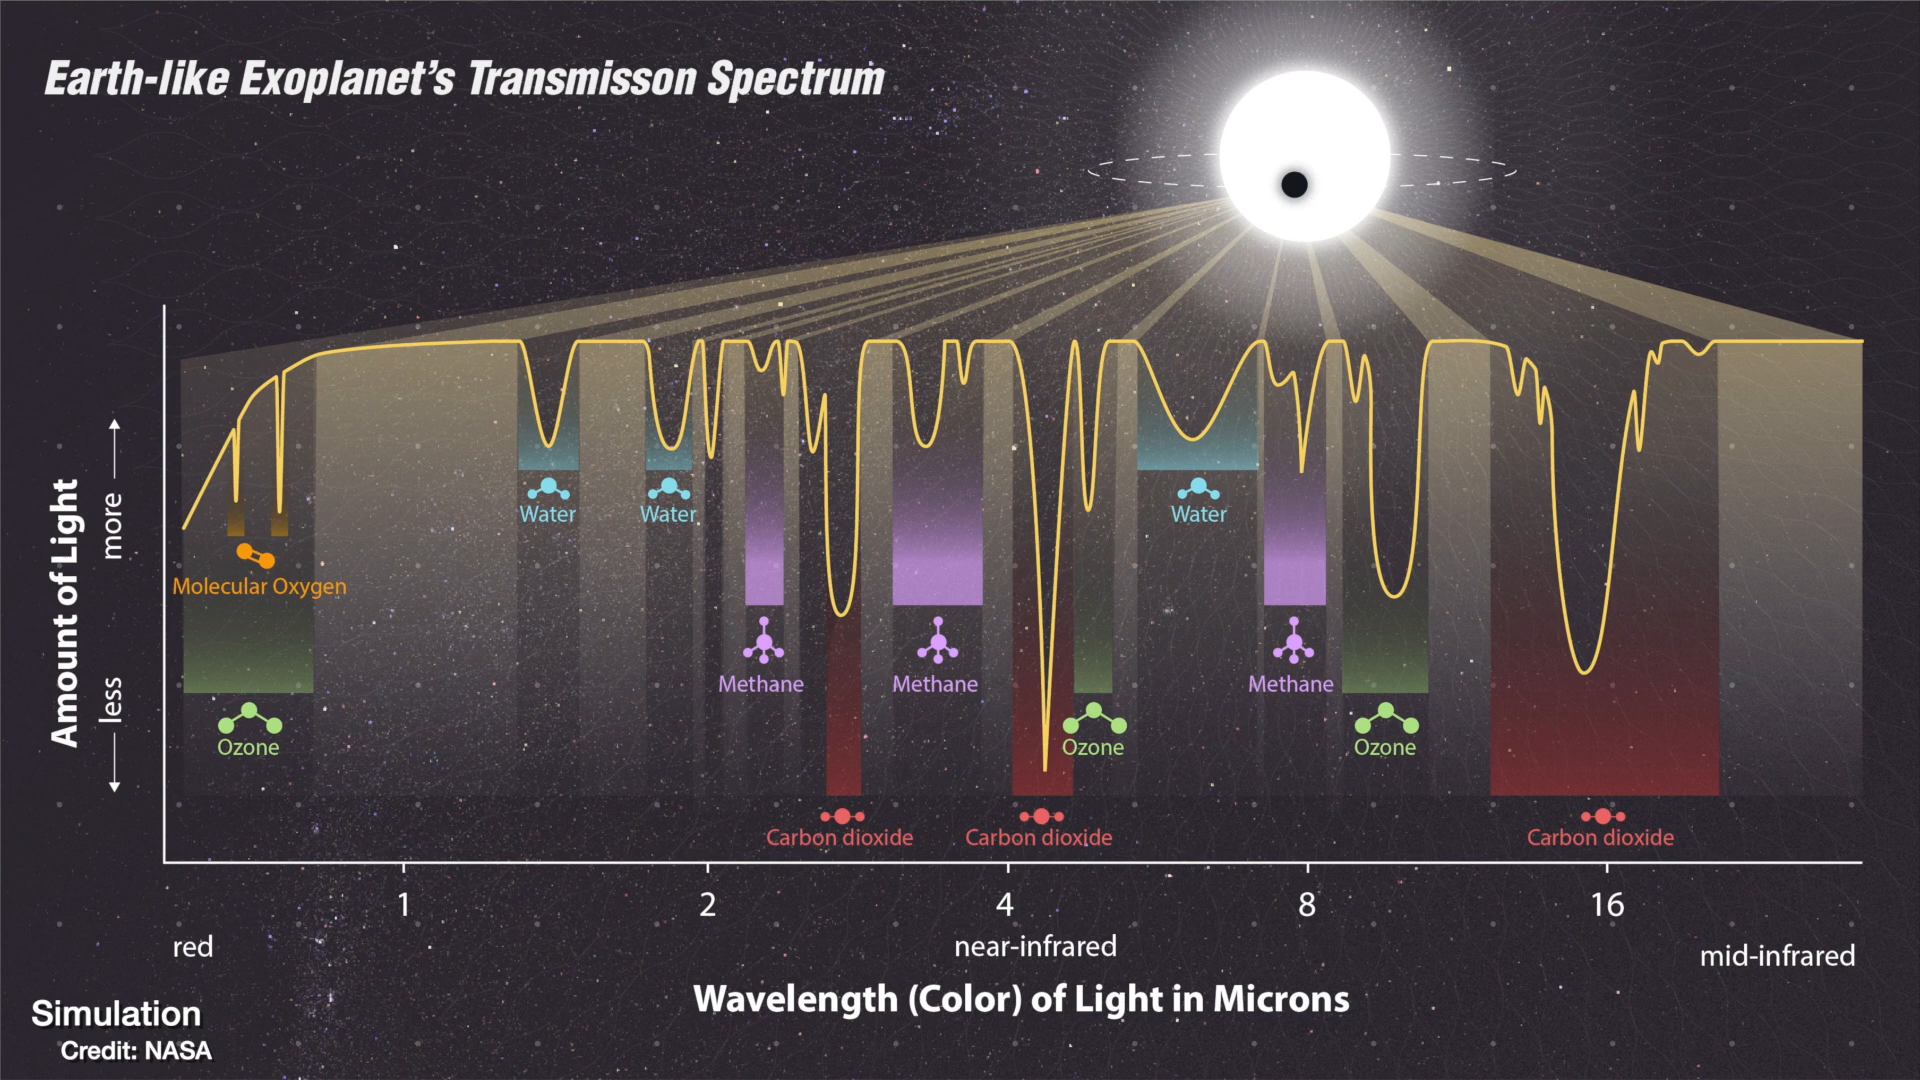 Earth-like Exoplanet's Transmisson Spectrum
Amount of Light
more
less
Molecular Oxygen
Ozone
Water
Water
Methane
Carbon dioxide
Methane
Carbon dioxide
Ozone
Water
Methane
Ozone
Carbon dioxide
1
2
4
8
16
red
near-infrared
mid-infrared
Wavelength (Color) of Light in Microns
Simulation
Credit: NASA